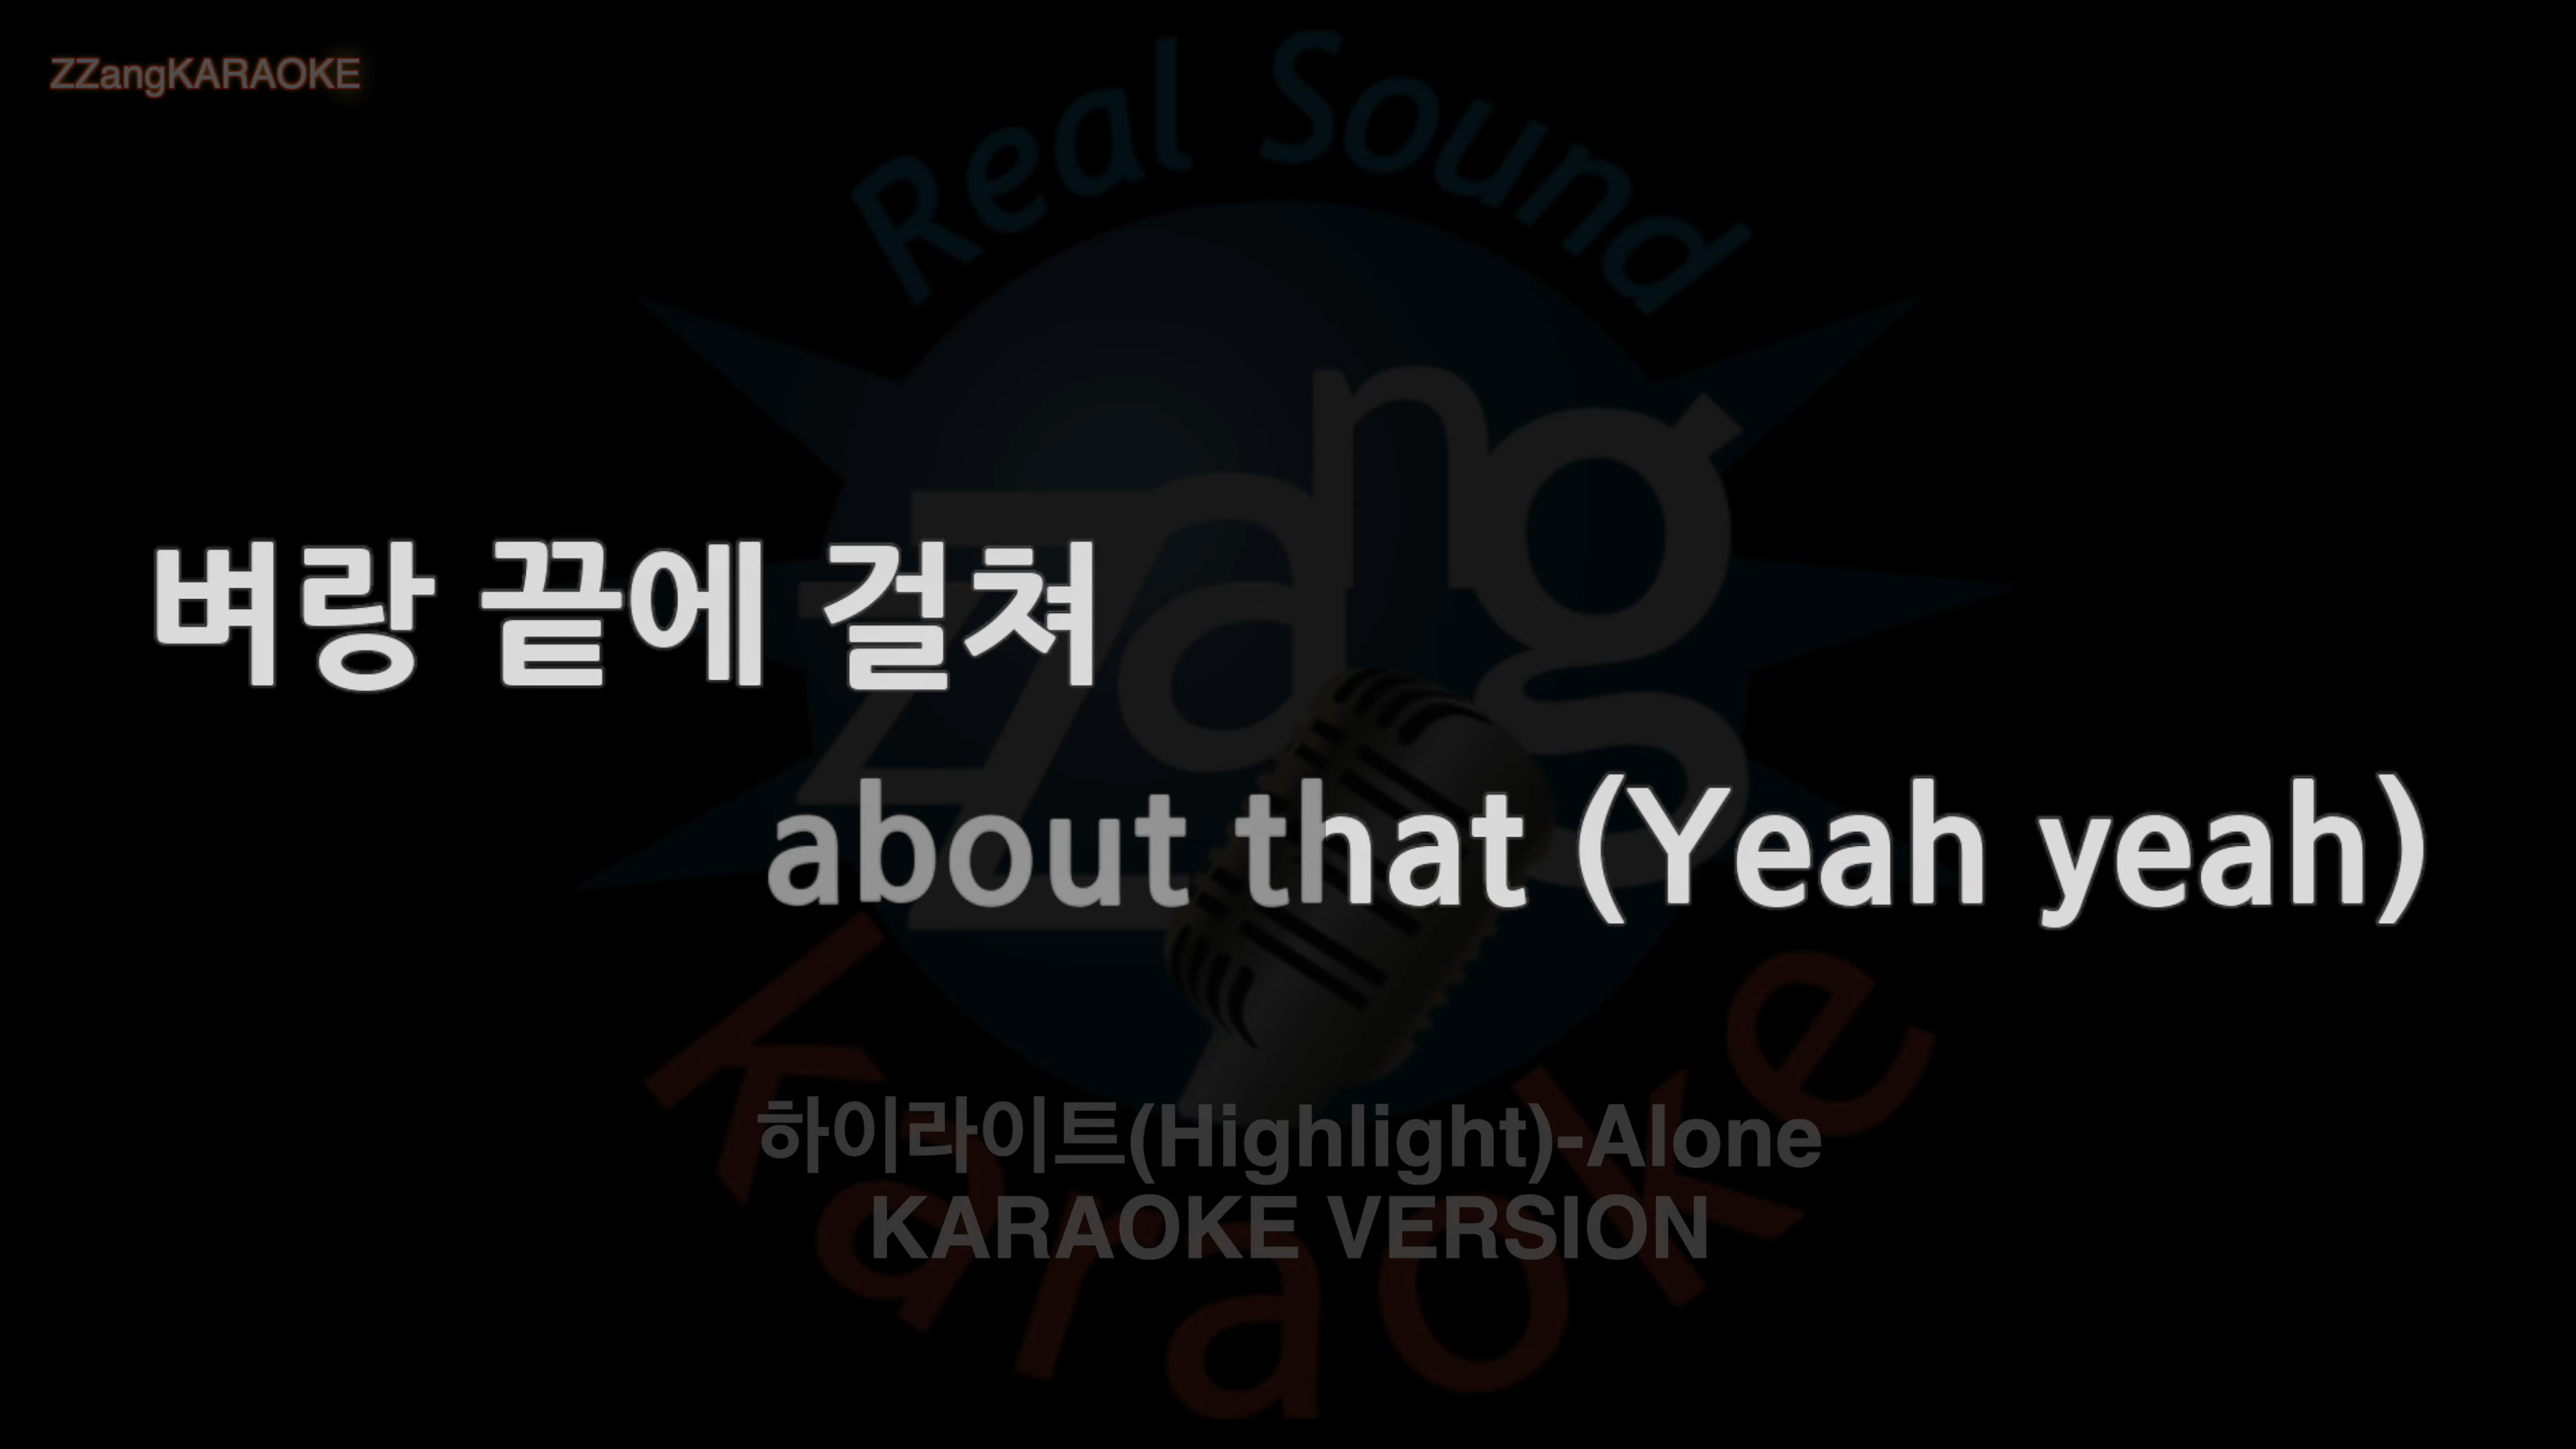 ZZangKARAOKE
Real Sound
ZZang
벼랑 끝에 걸쳐
about that (Yeah yeah)
Karaoke
하이라이트(Highlight)-Alone
KARAOKE VERSION